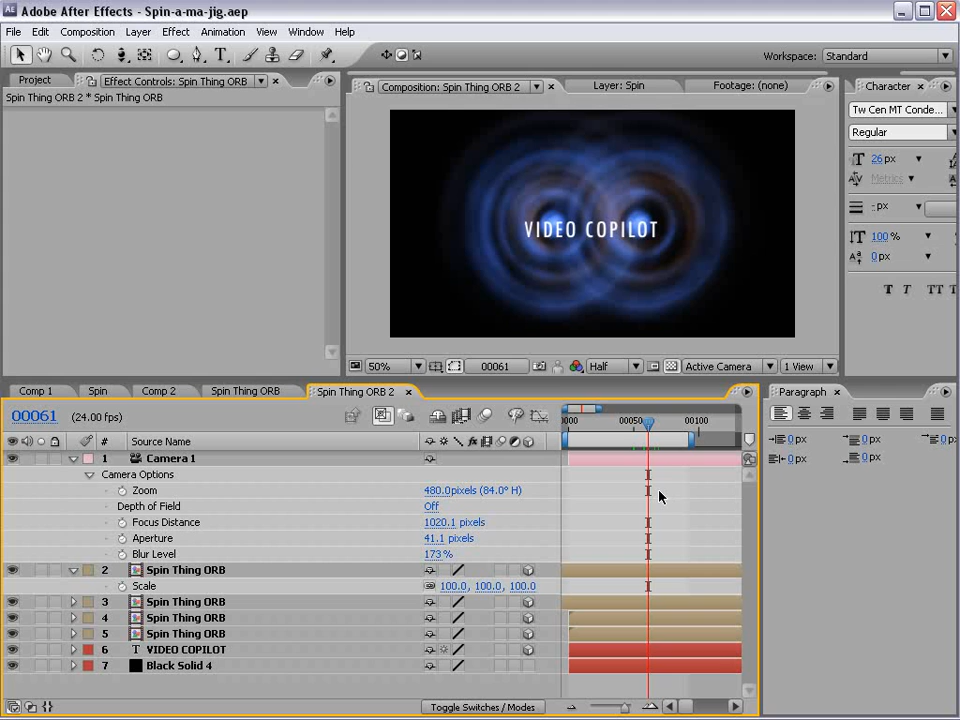 Adobe After Effects - Spin-a-ma-jig.aep
File Edit Composition Layer Effect Animation View Window Help
Workspace: Standard
Project Effect Controls: Spin Thing ORB
Spin Thing ORB 2 * Spin Thing ORB
Composition: Spin Thing ORB 2 Layer: Spin Footage: (none)
VIDEO COPILOT
50% 00061 Half Active Camera 1 View
Character
Tw Cen MT Conde...
Regular
26 px
Metrics 0
- px
100 %
0 px
T T TT
Comp 1 Spin Comp 2 Spin Thing ORB Spin Thing ORB 2
00061 (24.00 fps)
0000 00050 00100
# Source Name
1 Camera 1
Camera Options
Zoom 480.0 pixels (84.0° H)
Depth of Field Off
Focus Distance 1020.1 pixels
Aperture 41.1 pixels
Blur Level 173 %
2 Spin Thing ORB
Scale 100.0, 100.0, 100.0
3 Spin Thing ORB
4 Spin Thing ORB
5 Spin Thing ORB
6 T VIDEO COPILOT
7 Black Solid 4
Toggle Switches / Modes
Paragraph
0 px 0 px 0 px
0 px 0 px